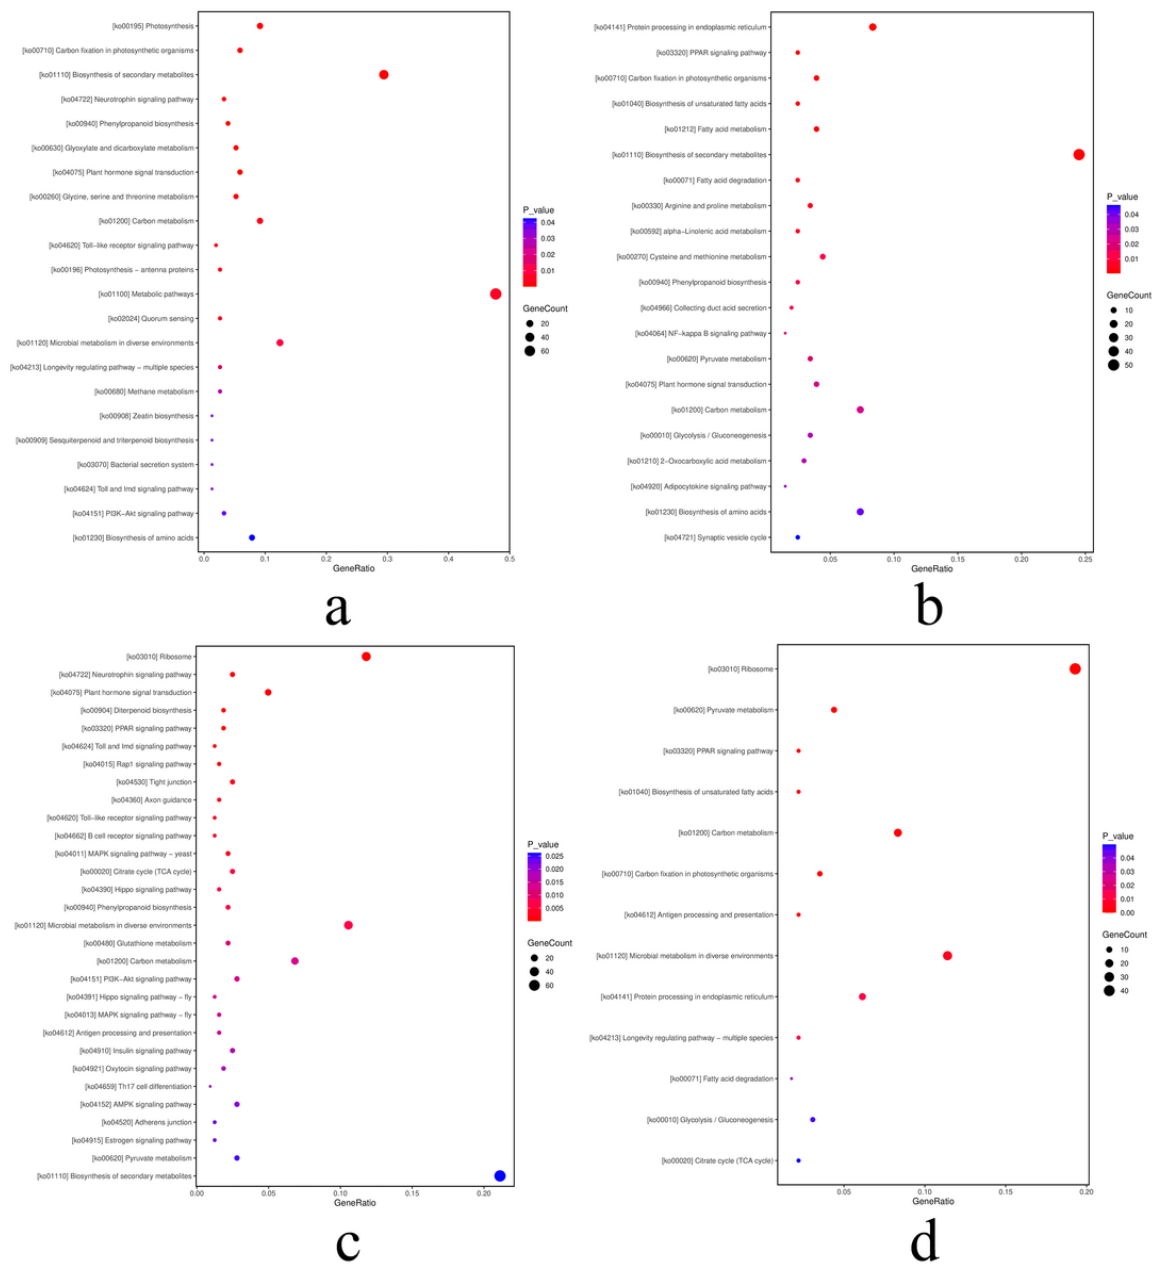 [ko00195] Photosynthesis
[ko00710] Carbon fixation in photosynthetic organisms
[ko01110] Biosynthesis of secondary metabolites
[ko04722] Neurotrophin signaling pathway
[ko00940] Phenylpropanoid biosynthesis
[ko00630] Glyoxylate and dicarboxylate metabolism
[ko04075] Plant hormone signal transduction
[ko00260] Glycine, serine and threonine metabolism
[ko01200] Carbon metabolism
[ko04620] Toll-like receptor signaling pathway
[ko00196] Photosynthesis - antenna proteins
[ko01100] Metabolic pathways
[ko02024] Quorum sensing
[ko01120] Microbial metabolism in diverse environments
[ko04213] Longevity regulating pathway - multiple species
[ko00680] Methane metabolism
[ko00908] Zeatin biosynthesis
[ko00909] Sesquiterpenoid and triterpenoid biosynthesis
[ko03070] Bacterial secretion system
[ko04624] Toll and Imd signaling pathway
[ko04151] PI3K-Akt signaling pathway
[ko01230] Biosynthesis of amino acids
0.0 0.1 0.2 0.3 0.4 0.5
GeneRatio
P_value
0.04
0.03
0.02
0.01
GeneCount
20
40
60
a
[ko04141] Protein processing in endoplasmic reticulum
[ko03320] PPAR signaling pathway
[ko00710] Carbon fixation in photosynthetic organisms
[ko01040] Biosynthesis of unsaturated fatty acids
[ko01212] Fatty acid metabolism
[ko01110] Biosynthesis of secondary metabolites
[ko00071] Fatty acid degradation
[ko00330] Arginine and proline metabolism
[ko00592] alpha-Linolenic acid metabolism
[ko00270] Cysteine and methionine metabolism
[ko00940] Phenylpropanoid biosynthesis
[ko04966] Collecting duct acid secretion
[ko04064] NF-kappa B signaling pathway
[ko00620] Pyruvate metabolism
[ko04075] Plant hormone signal transduction
[ko01200] Carbon metabolism
[ko00010] Glycolysis / Gluconeogenesis
[ko01210] 2-Oxocarboxylic acid metabolism
[ko04920] Adipocytokine signaling pathway
[ko01230] Biosynthesis of amino acids
[ko04721] Synaptic vesicle cycle
0.05 0.10 0.15 0.20 0.25
GeneRatio
P_value
0.04
0.03
0.02
0.01
GeneCount
10
20
30
40
50
b
[ko03010] Ribosome
[ko04722] Neurotrophin signaling pathway
[ko04075] Plant hormone signal transduction
[ko00904] Diterpenoid biosynthesis
[ko03320] PPAR signaling pathway
[ko04624] Toll and Imd signaling pathway
[ko04015] Rap1 signaling pathway
[ko04530] Tight junction
[ko04360] Axon guidance
[ko04620] Toll-like receptor signaling pathway
[ko04662] B cell receptor signaling pathway
[ko04011] MAPK signaling pathway - yeast
[ko00020] Citrate cycle (TCA cycle)
[ko04390] Hippo signaling pathway
[ko00940] Phenylpropanoid biosynthesis
[ko01120] Microbial metabolism in diverse environments
[ko00480] Glutathione metabolism
[ko01200] Carbon metabolism
[ko04151] PI3K-Akt signaling pathway
[ko04391] Hippo signaling pathway - fly
[ko04013] MAPK signaling pathway - fly
[ko04612] Antigen processing and presentation
[ko04910] Insulin signaling pathway
[ko04921] Oxytocin signaling pathway
[ko04659] Th17 cell differentiation
[ko04152] AMPK signaling pathway
[ko04520] Adherens junction
[ko04915] Estrogen signaling pathway
[ko00620] Pyruvate metabolism
[ko01110] Biosynthesis of secondary metabolites
0.00 0.05 0.10 0.15 0.20
GeneRatio
P_value
0.025
0.020
0.015
0.010
0.005
GeneCount
20
40
60
c
[ko03010] Ribosome
[ko00620] Pyruvate metabolism
[ko03320] PPAR signaling pathway
[ko01040] Biosynthesis of unsaturated fatty acids
[ko01200] Carbon metabolism
[ko00710] Carbon fixation in photosynthetic organisms
[ko04612] Antigen processing and presentation
[ko01120] Microbial metabolism in diverse environments
[ko04141] Protein processing in endoplasmic reticulum
[ko04213] Longevity regulating pathway - multiple species
[ko00071] Fatty acid degradation
[ko00010] Glycolysis / Gluconeogenesis
[ko00020] Citrate cycle (TCA cycle)
0.05 0.10 0.15 0.20
GeneRatio
P_value
0.04
0.03
0.02
0.01
0.00
GeneCount
10
20
30
40
d